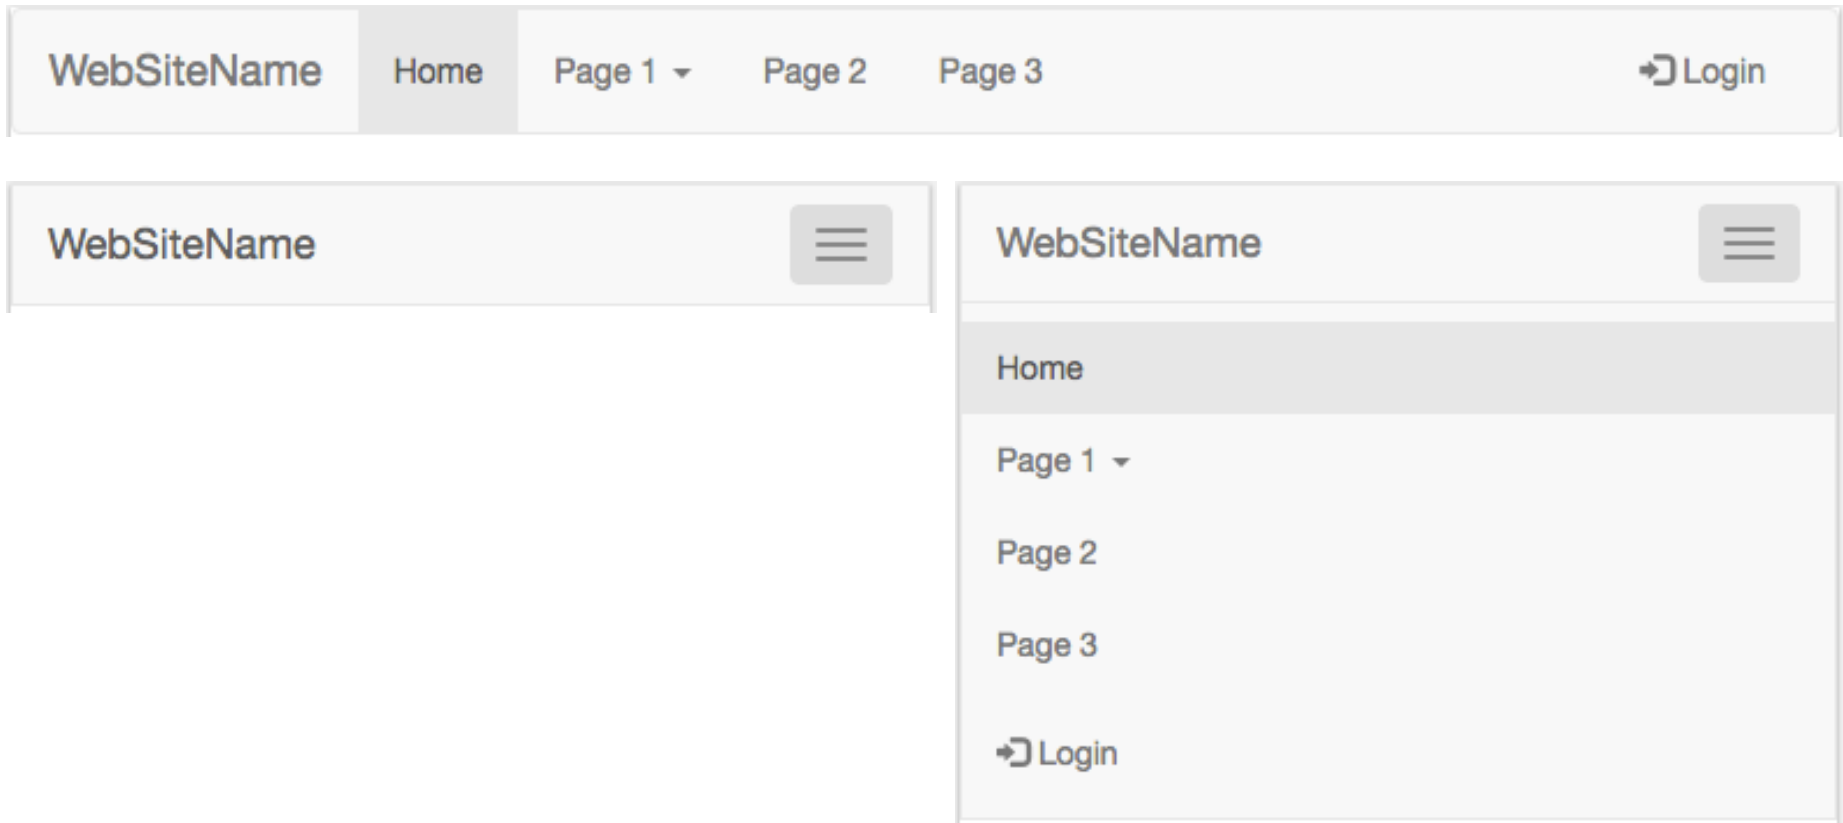 WebSiteName Home Page 1 Page 2 Page 3 Login
WebSiteName
WebSiteName
Home
Page 1
Page 2
Page 3
Login